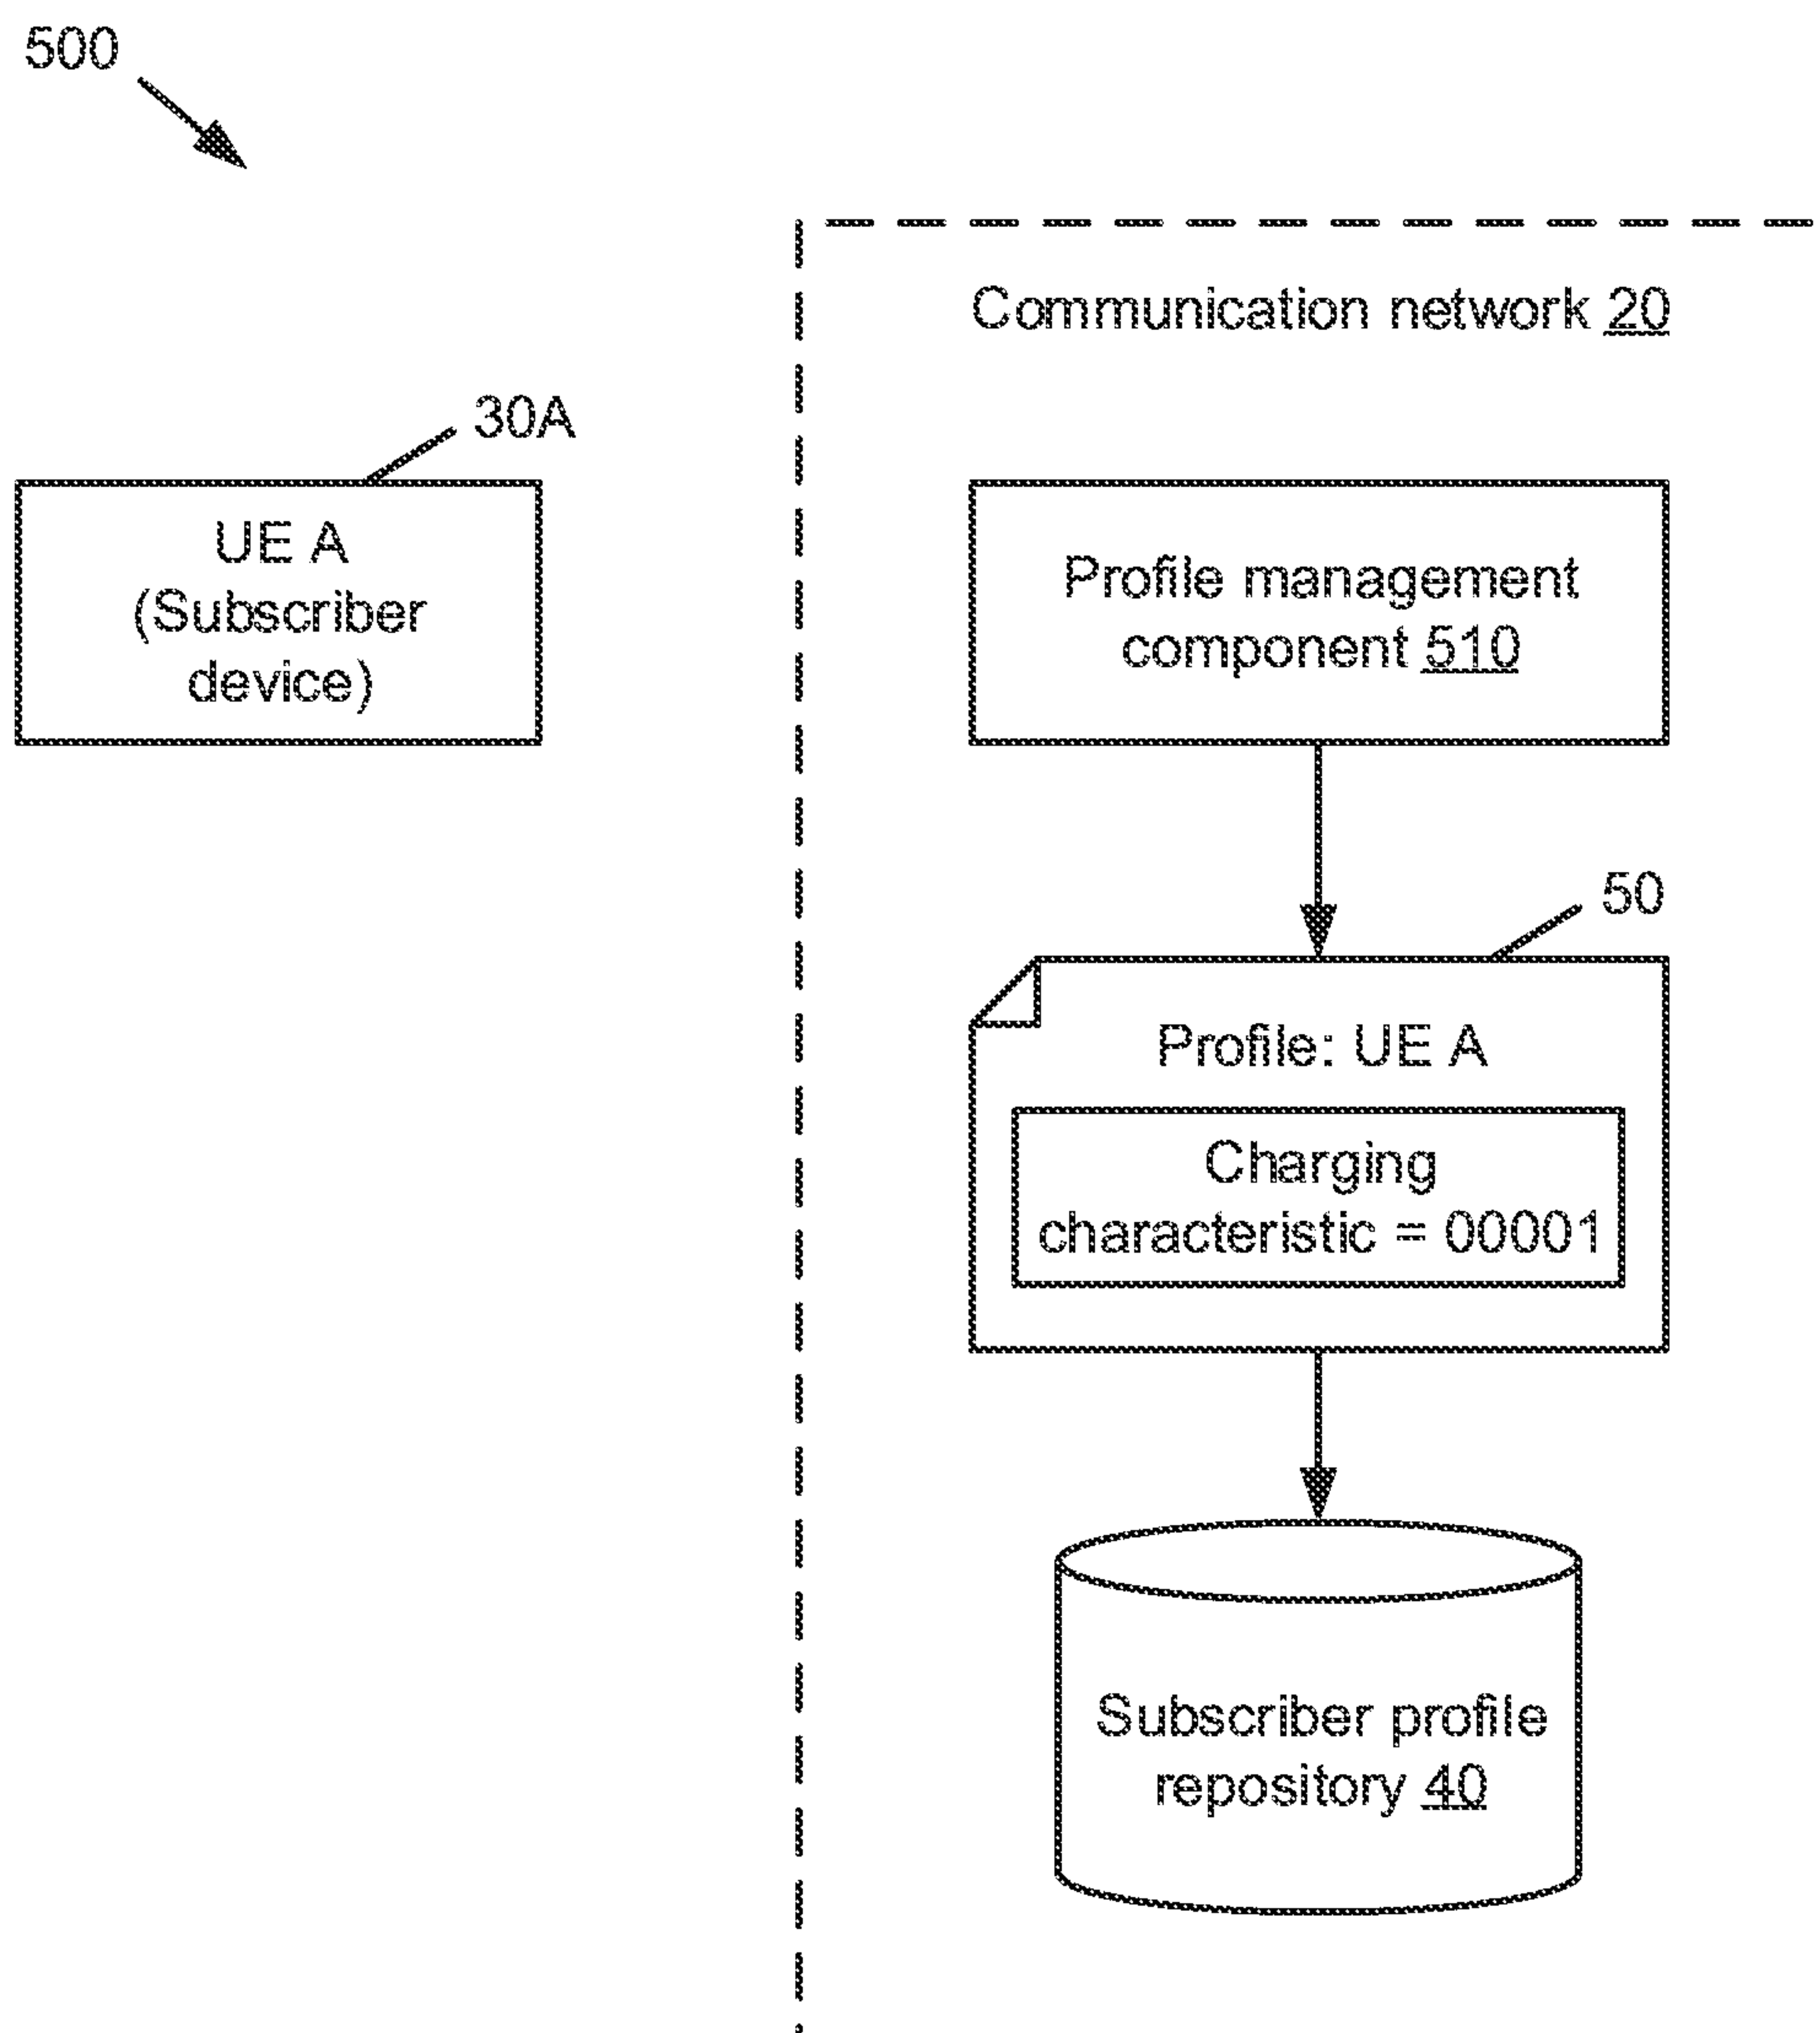 500
Communication network 20
30A
UE A
(Subscriber
device)
Profile management
component 510
50
Profile: UE A
Charging
characteristic = 00001
Subscriber profile
repository 40